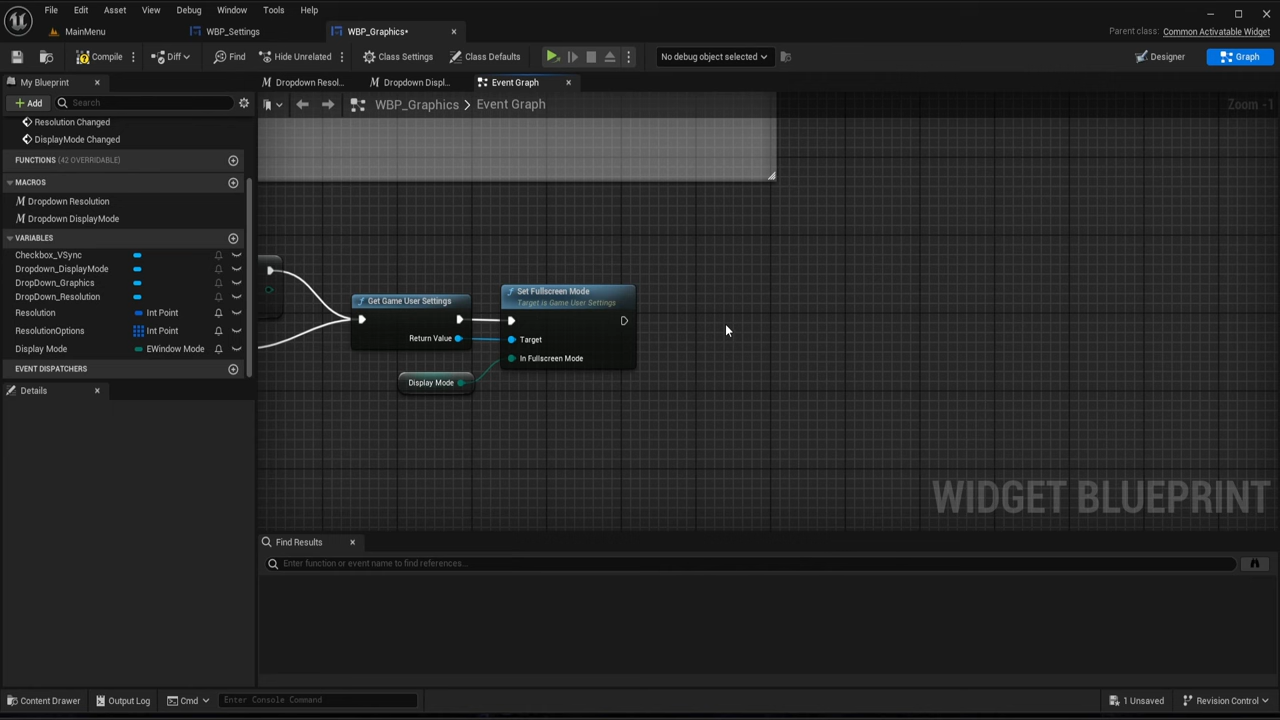 File Edit Asset View Debug Window Tools Help
MainMenu WBP_Settings WBP_Graphics• Parent class: Common Activatable Widget
Compile Diff Find Hide Unrelated Class Settings Class Defaults No debug object selected Designer Graph
My Blueprint Dropdown Resol... Dropdown Displ... Event Graph
Add Search WBP_Graphics > Event Graph Zoom -1
Resolution Changed
DisplayMode Changed
FUNCTIONS (42 OVERRIDABLE)
MACROS
Dropdown Resolution
Dropdown DisplayMode
VARIABLES
Checkbox_VSync
Dropdown_DisplayMode
DropDown_Graphics
DropDown_Resolution
Resolution Int Point
ResolutionOptions Int Point
Display Mode EWindow Mode
EVENT DISPATCHERS
Details
Get Game User Settings
Return Value
Display Mode
Set Fullscreen Mode
Target is Game User Settings
Target
In Fullscreen Mode
WIDGET BLUEPRINT
Find Results
Enter function or event name to find references...
Content Drawer Output Log Cmd Enter Console Command 1 Unsaved Revision Control